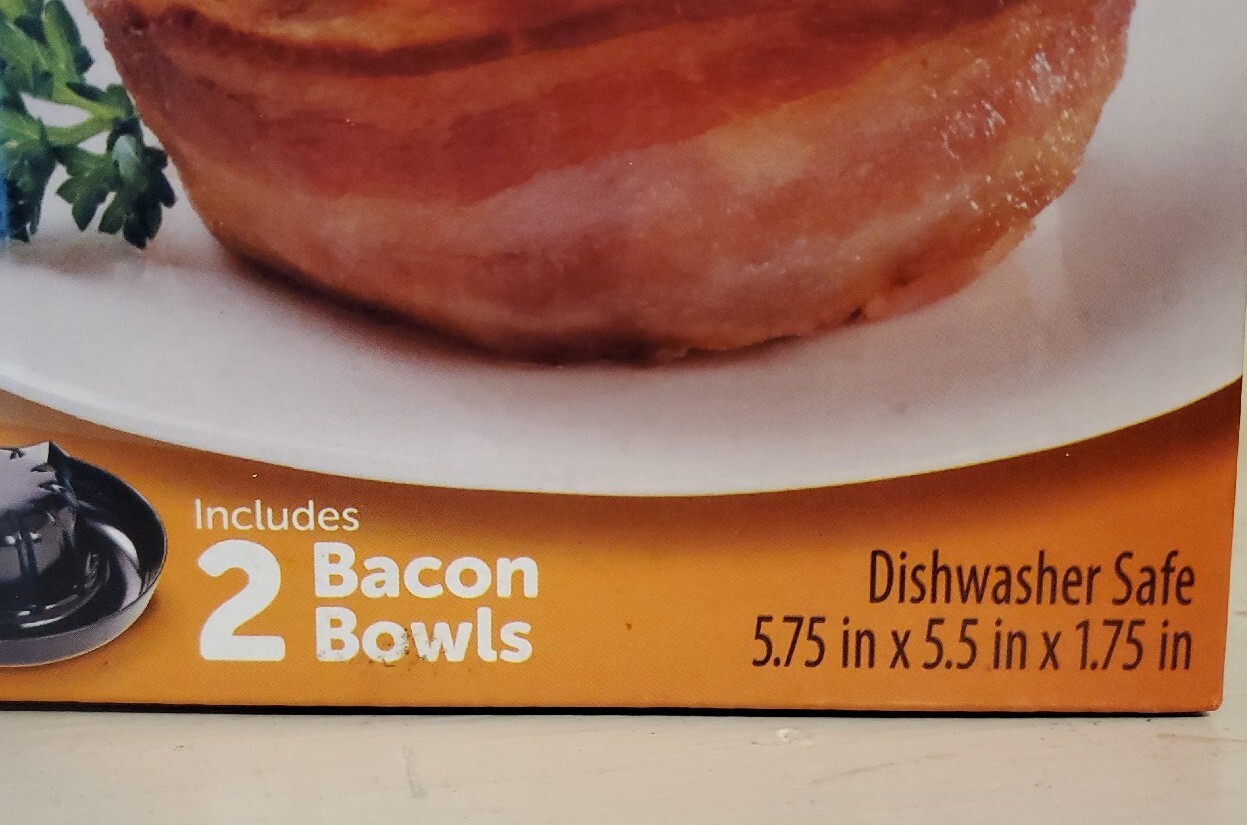 Includes
2 Bacon
Bowls
Dishwasher Safe
5.75 in x 5.5 in x 1.75 in